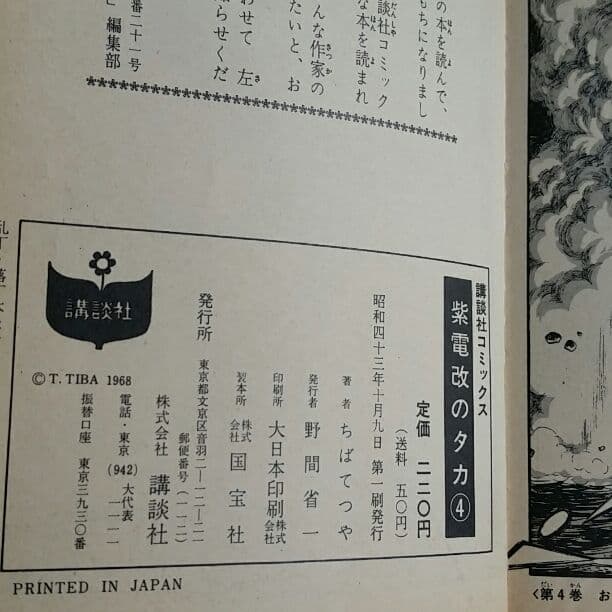 の本を読んで、
もちになりまし
談社コミック
な本を読まれ
んな作家の
たいと、お
わせて 左
らせくだ
番二十一号
編集部
講談社コミックス
紫電改のタカ④
定価 二二〇円
(送料 五〇円)
昭和四十三年十月九日 第一刷発行
著者 ちばてつや
発行者 野間省一
印刷所 大日本印刷株式会社
製本所 株式会社 国宝社
発行所
東京都文京区音羽二―一二―二一
郵便番号(一一二)
株式会社 講談社
電話・東京(942)大代表一一一一
振替口座 東京三九三〇番
講談社
© T. TIBA 1968
PRINTED IN JAPAN
<第4巻 お